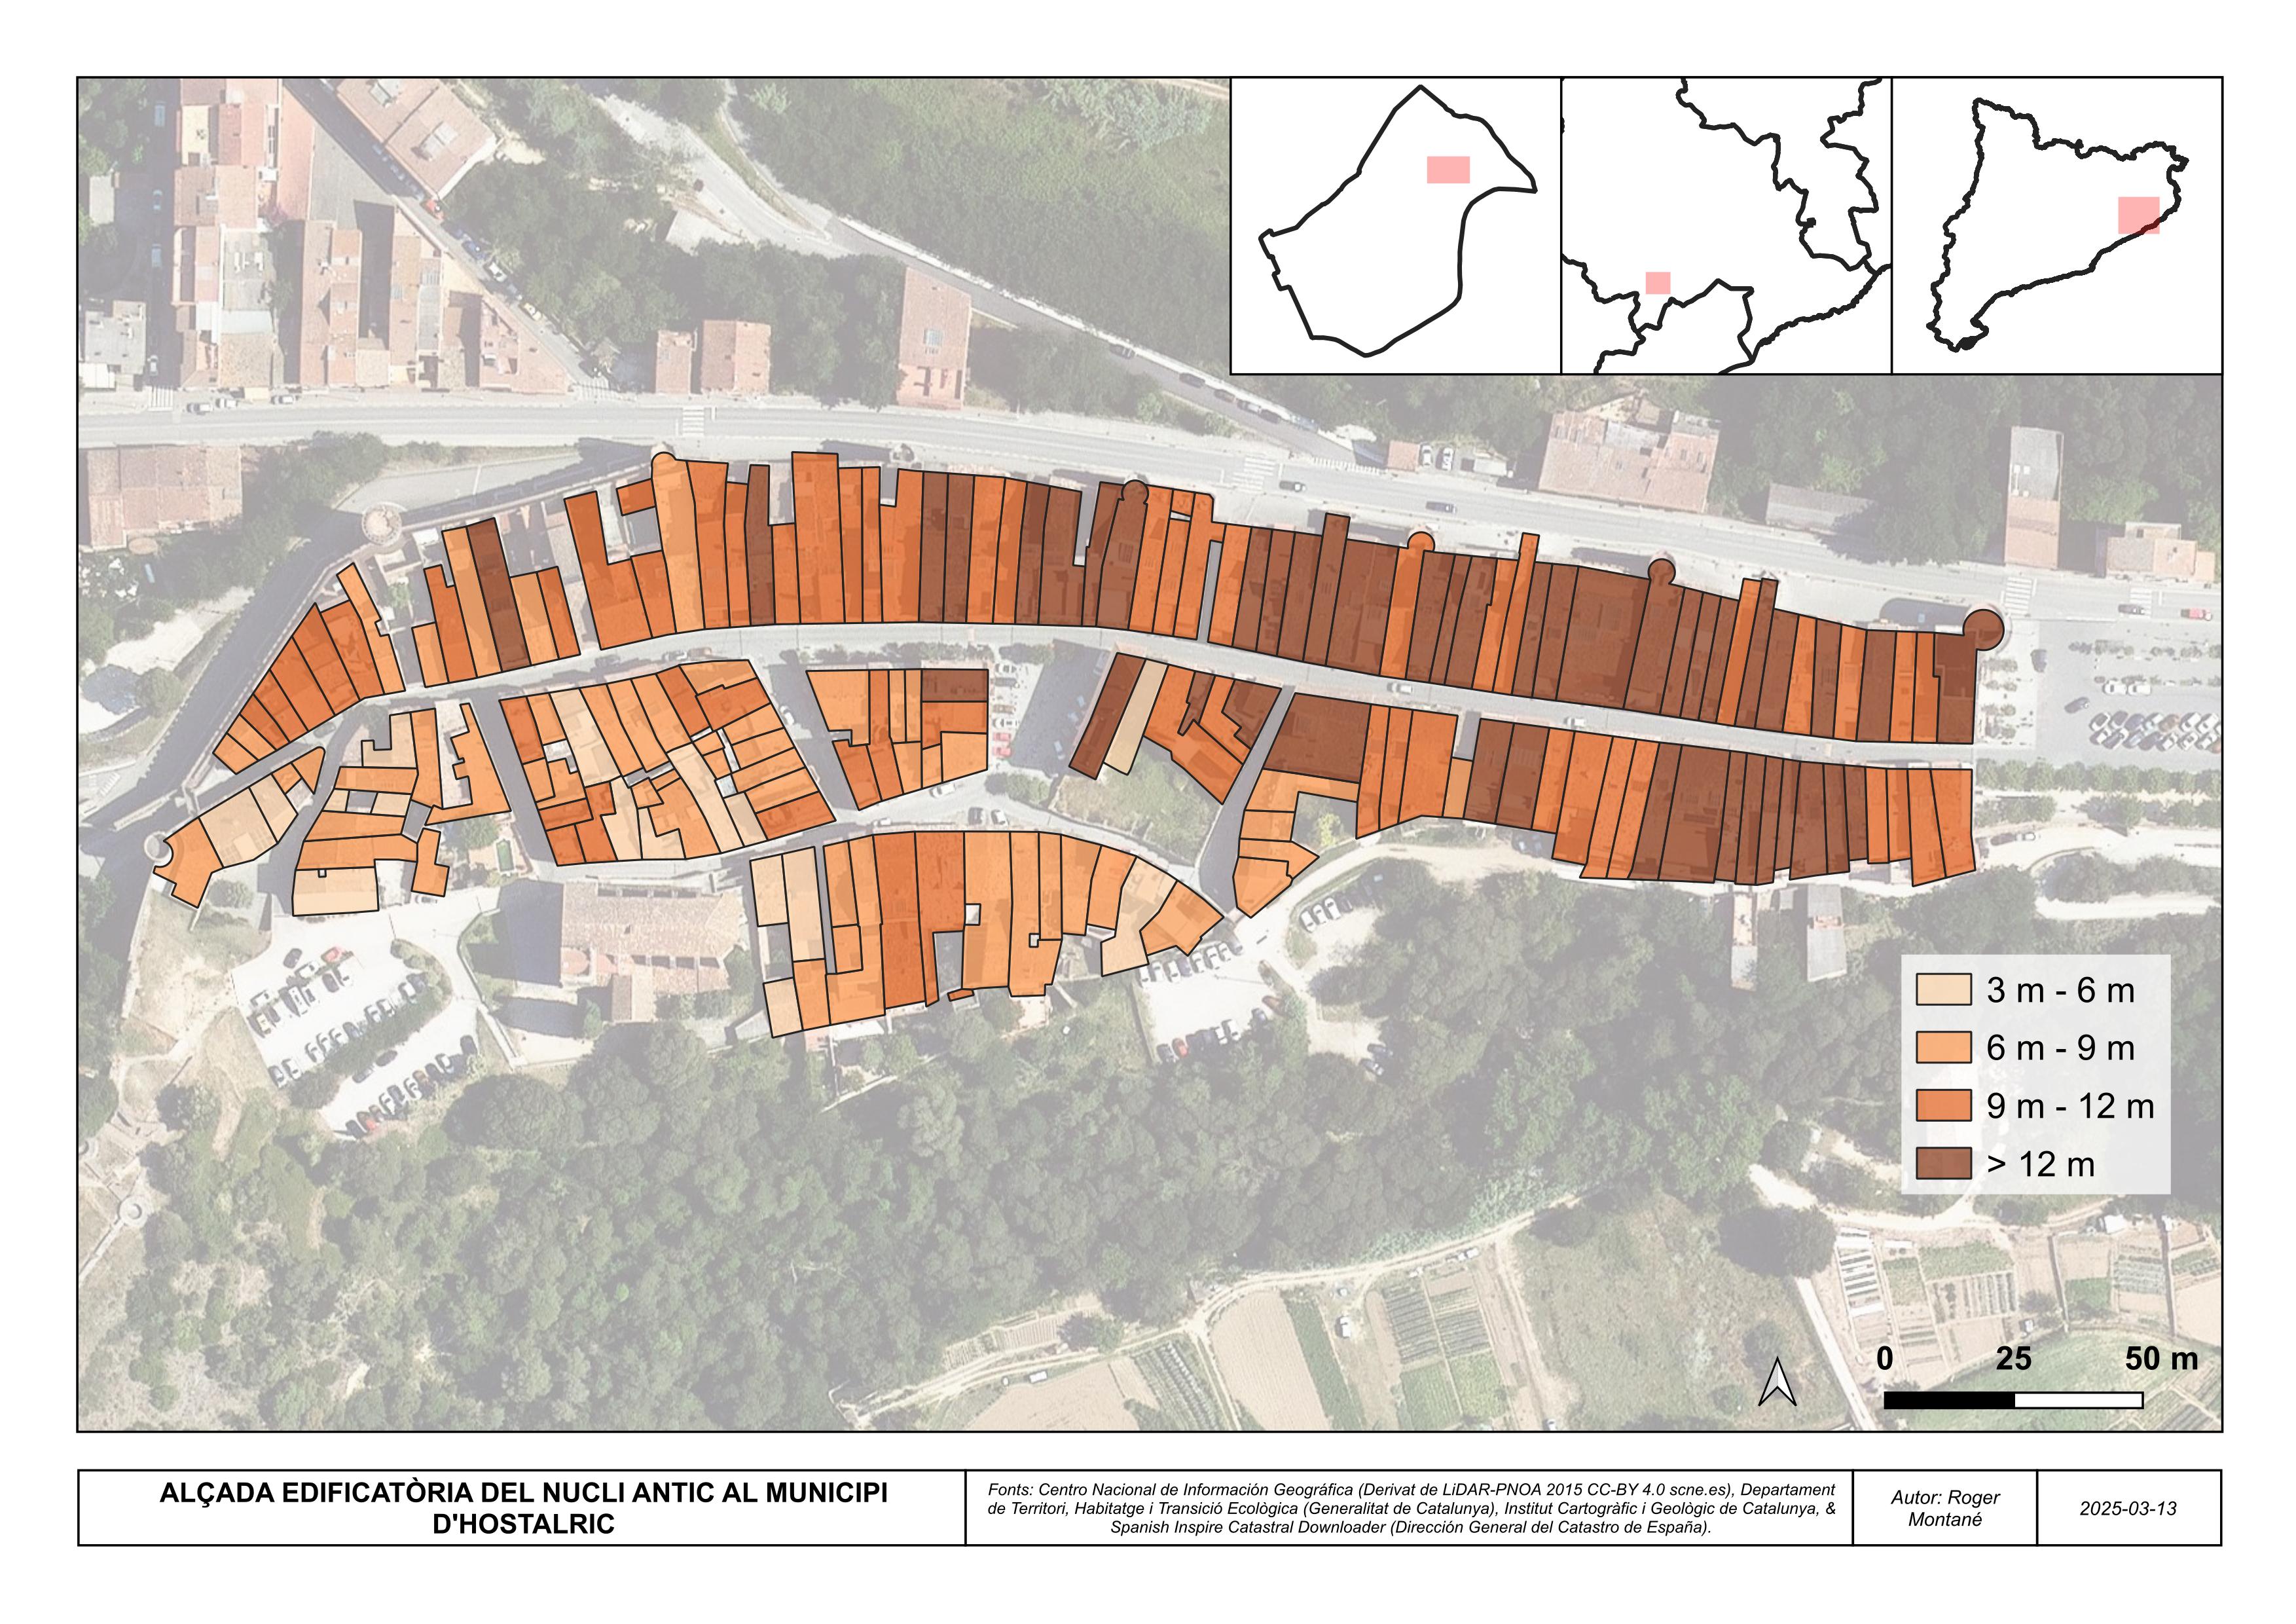 3 m - 6 m
6 m - 9 m
9 m - 12 m
> 12 m
0 25 50 m
ALÇADA EDIFICATÒRIA DEL NUCLI ANTIC AL MUNICIPI
D'HOSTALRIC
Fonts: Centro Nacional de Información Geográfica (Derivat de LiDAR-PNOA 2015 CC-BY 4.0 scne.es), Departament
de Territori, Habitatge i Transició Ecològica (Generalitat de Catalunya), Institut Cartogràfic i Geològic de Catalunya, &
Spanish Inspire Catastral Downloader (Dirección General del Catastro de España).
Autor: Roger
Montané
2025-03-13